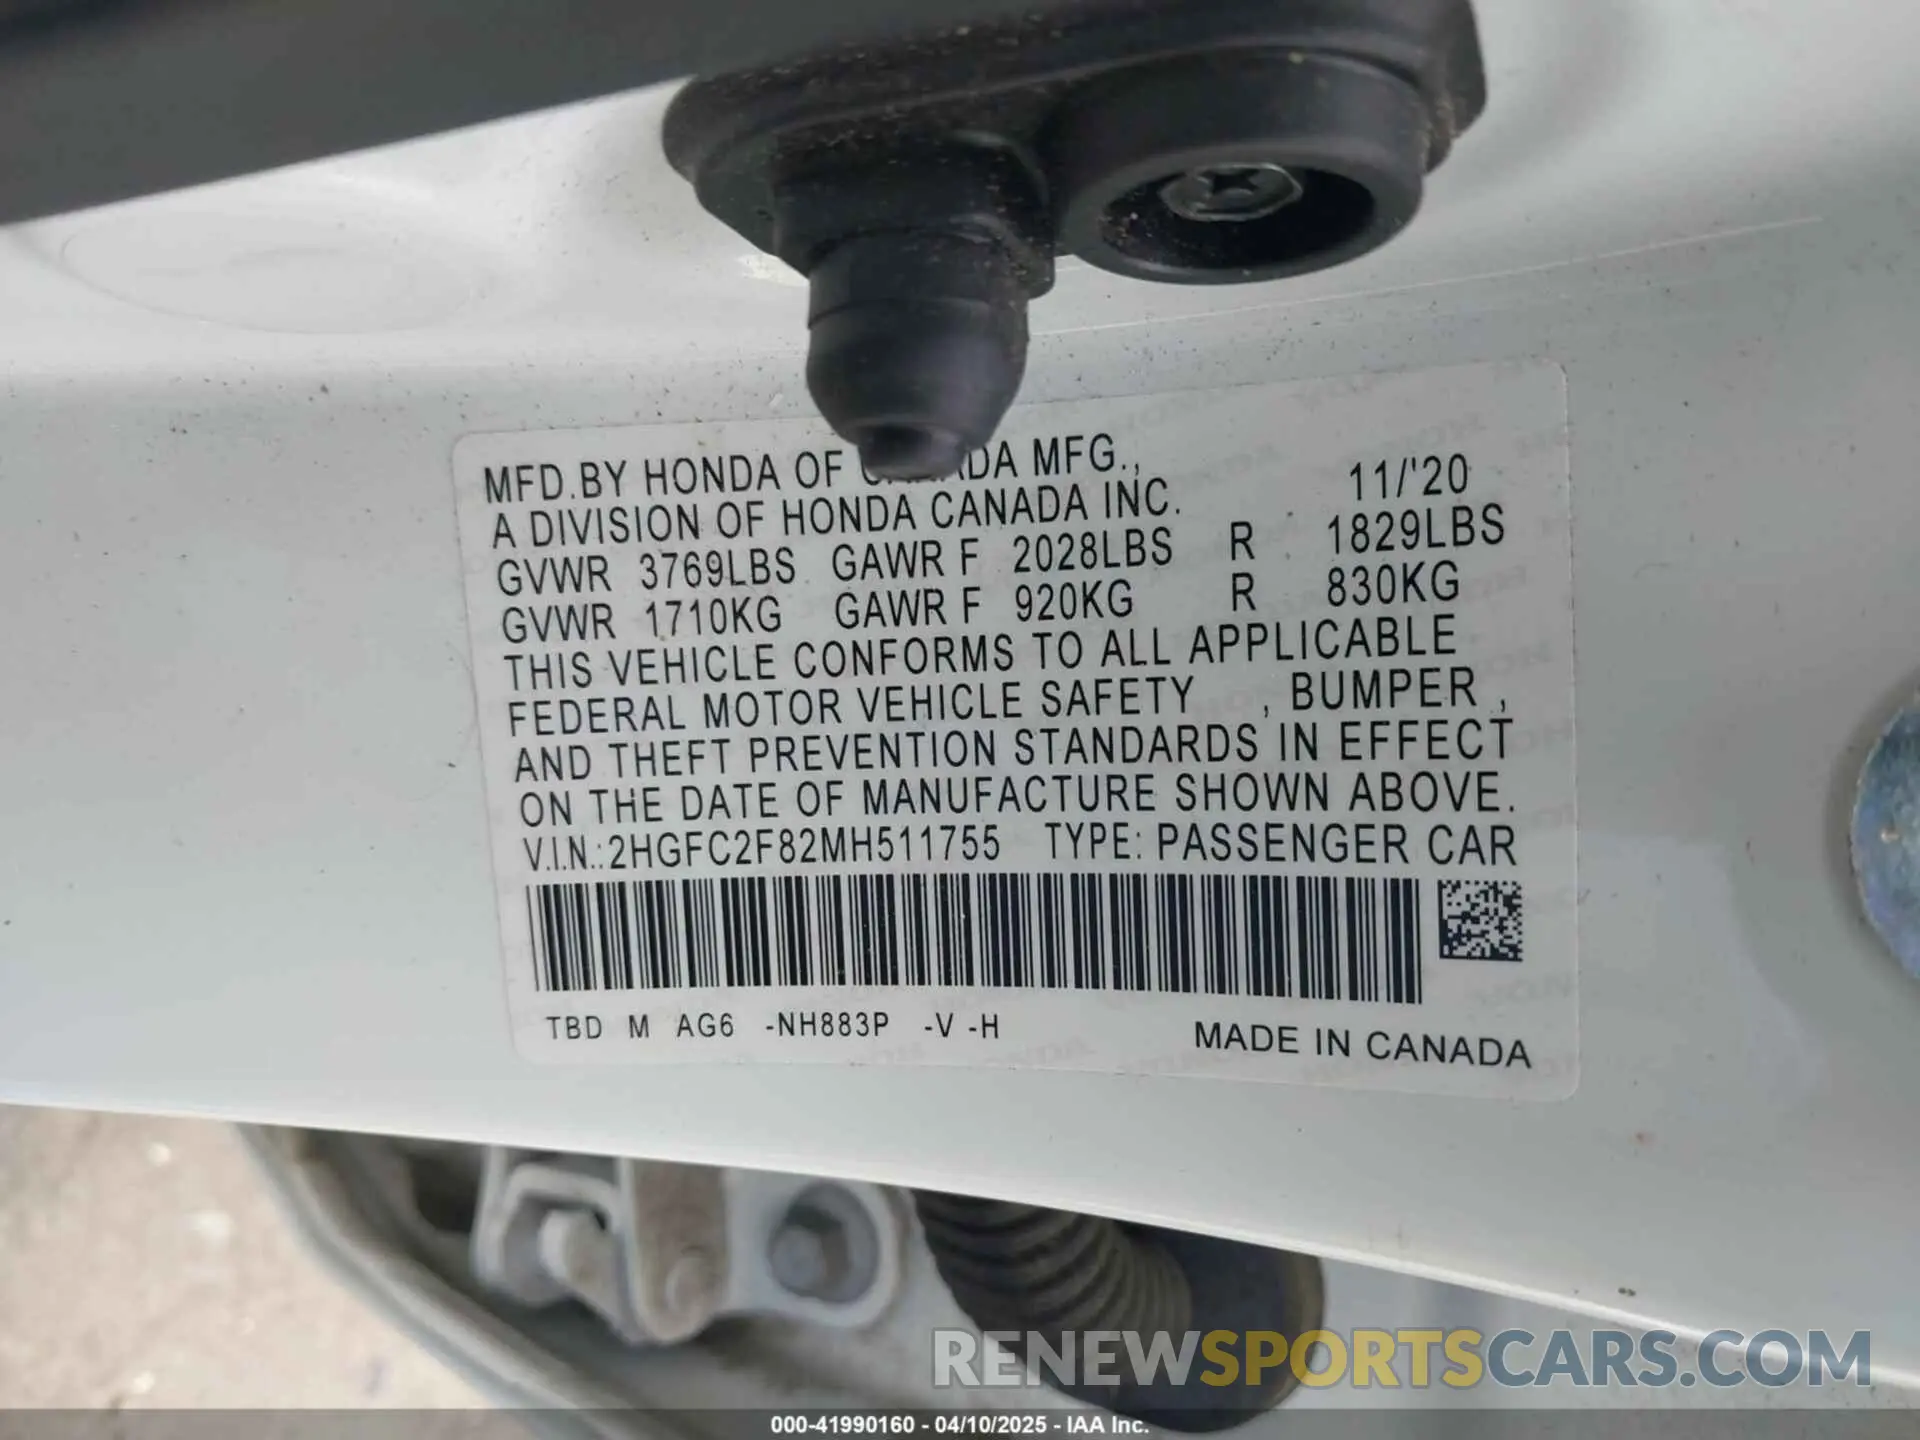 MFD.BY HONDA OF CANADA MFG.,
11/'20
A DIVISION OF HONDA CANADA INC.
GVWR 3769LBS GAWR F 2028LBS R 1829LBS
GVWR 1710KG GAWR F 920KG R 830KG
THIS VEHICLE CONFORMS TO ALL APPLICABLE
FEDERAL MOTOR VEHICLE SAFETY , BUMPER ,
AND THEFT PREVENTION STANDARDS IN EFFECT
ON THE DATE OF MANUFACTURE SHOWN ABOVE.
V.I.N.:2HGFC2F82MH511755 TYPE: PASSENGER CAR
TBD M AG6 -NH883P -V -H
MADE IN CANADA
RENEWSPORTSCARS.COM
000-41990160 - 04/10/2025 - IAA Inc.